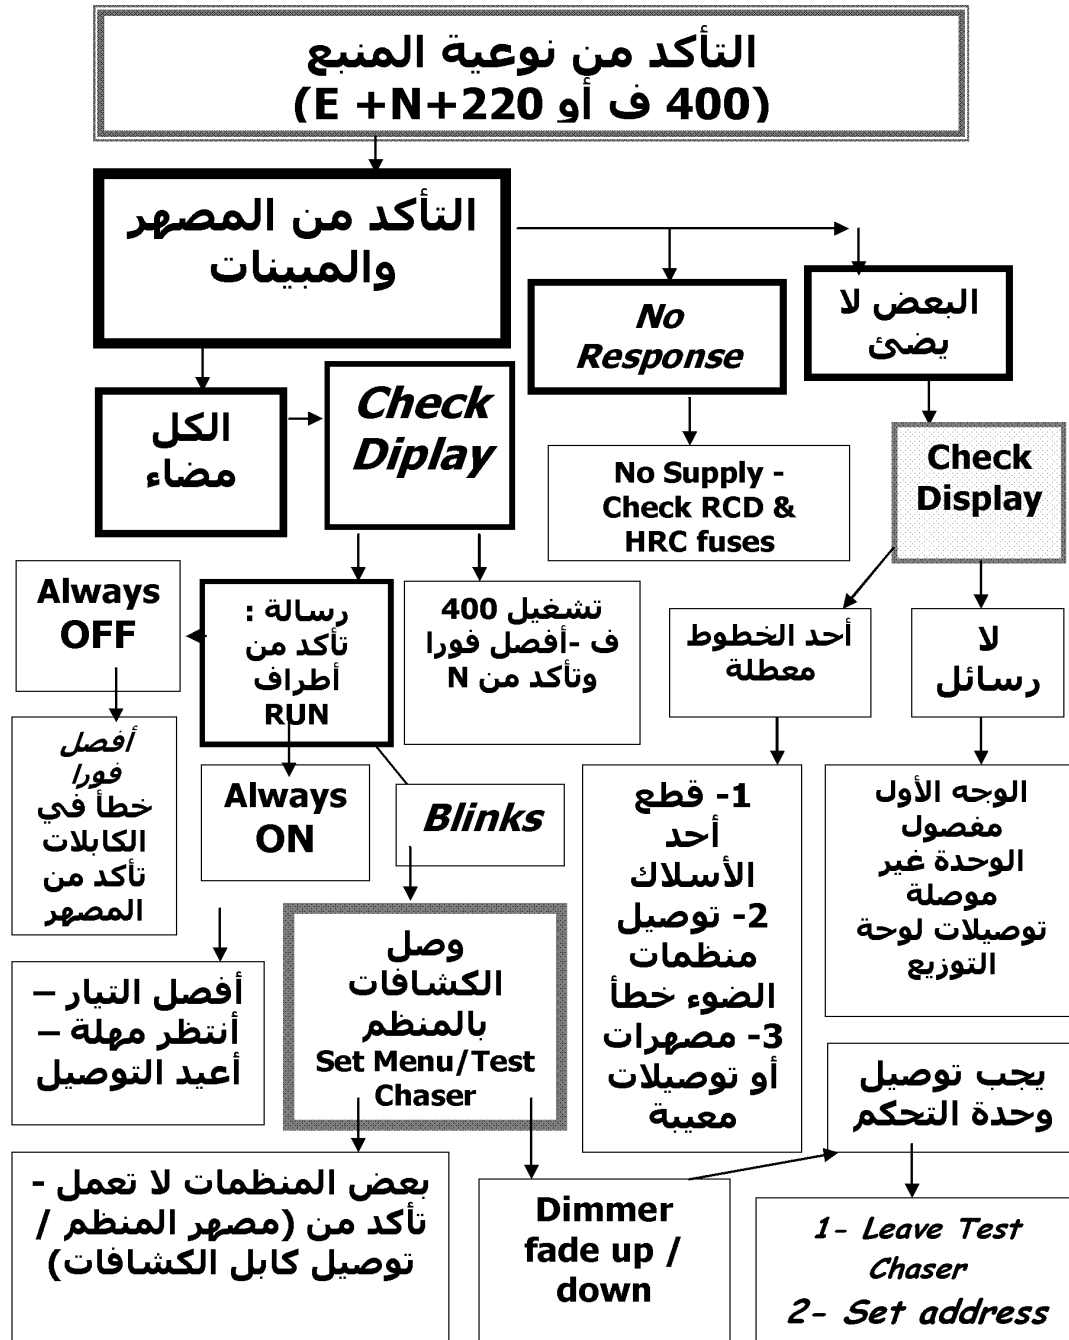 التأكد من نوعية المنبع
(400 ف أو 220+E +N)
التأكد من المصهر
والمبينات
No
Response
البعض لا
يضئ
الكل
مضاء
Check
Diplay
No Supply -
Check RCD &
HRC fuses
Check
Display
Always
OFF
رسالة :
تأكد من
أطراف
RUN
تشغيل 400
ف -أفصل فورا
وتأكد من N
أحد الخطوط
معطلة
لا
رسائل
أفصل
فورا
خطأ في
الكابلات
تأكد من
المصهر
Always
ON
Blinks
1- قطع
أحد
الأسلاك
2- توصيل
منظمات
الضوء خطأ
3- مصهرات
أو توصيلات
معيبة
الوجه الأول
مفصول
الوحدة غير
موصلة
توصيلات لوحة
التوزيع
أفصل التيار –
أنتظر مهلة –
أعيد التوصيل
وصل
الكشافات
بالمنظم
Set Menu/Test
Chaser
يجب توصيل
وحدة التحكم
بعض المنظمات لا تعمل -
تأكد من (مصهر المنظم /
توصيل كابل الكشافات)
Dimmer
fade up /
down
1- Leave Test
Chaser
2- Set address